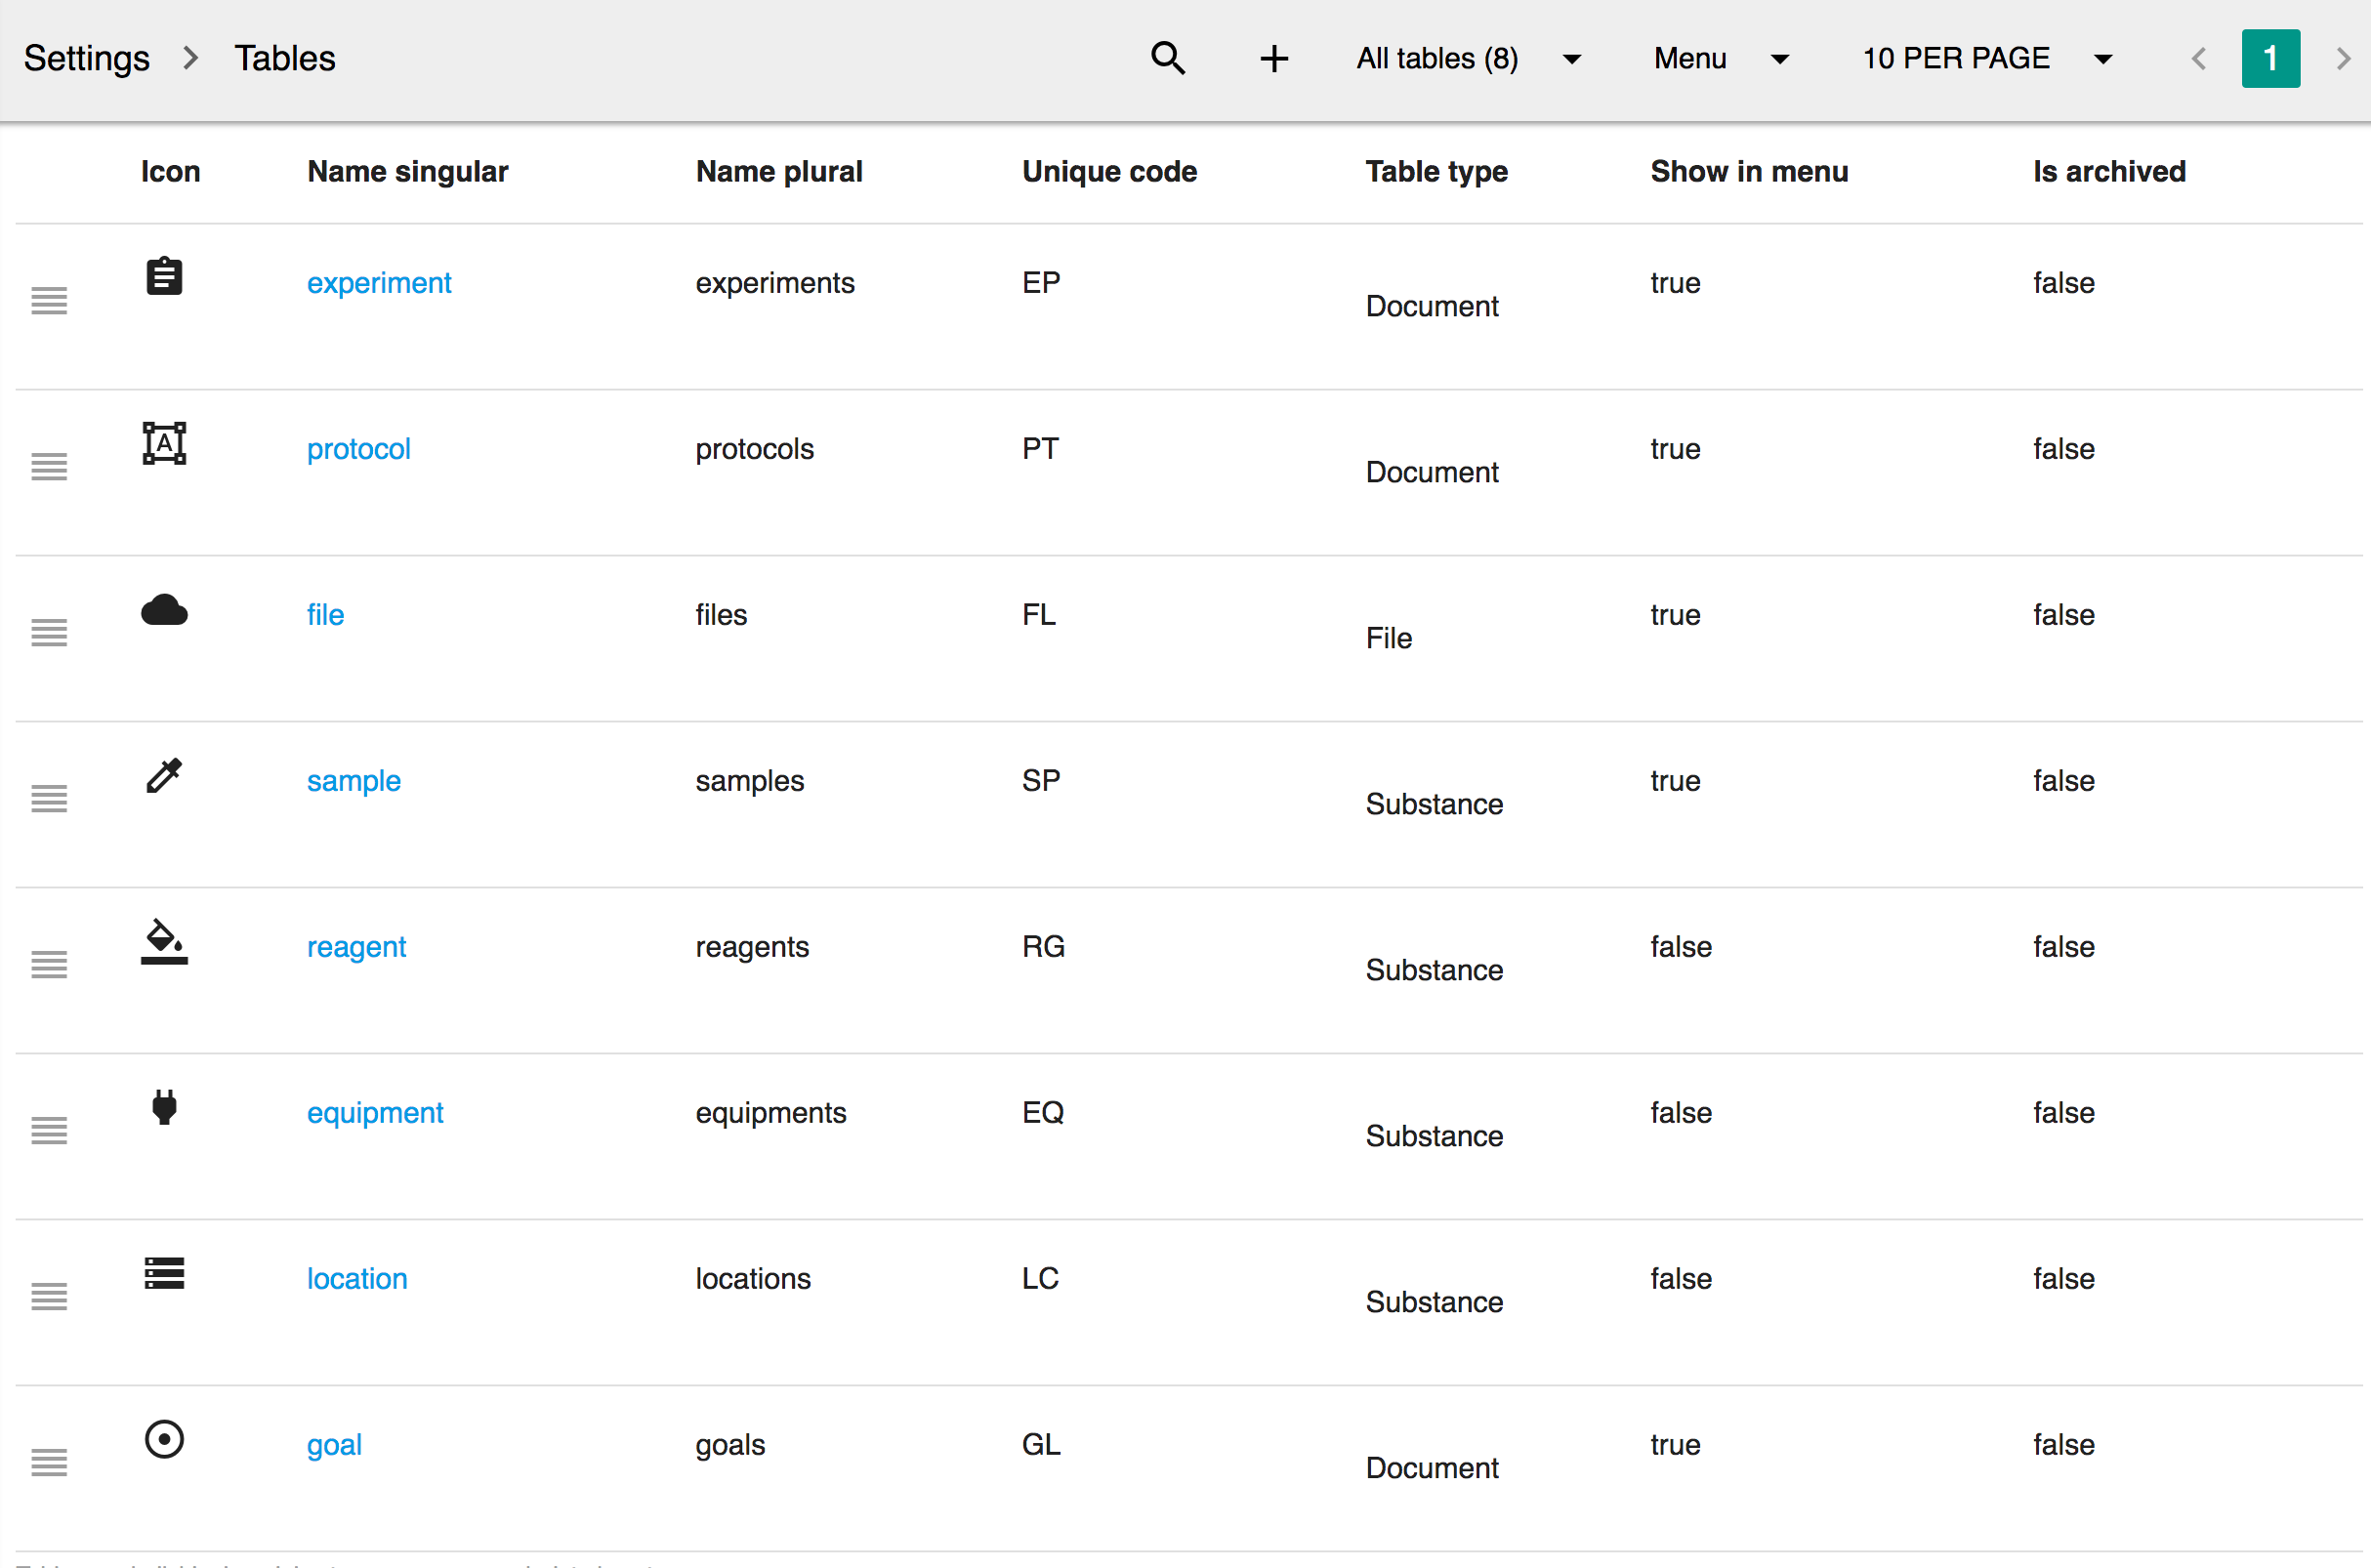 Settings > Tables + All tables (8) Menu 10 PER PAGE < 1 >
Icon Name singular Name plural Unique code Table type Show in menu Is archived
experiment experiments EP Document true false
A protocol protocols PT Document true false
file files FL File true false
sample samples SP Substance true false
reagent reagents RG Substance false false
equipment equipments EQ Substance false false
location locations LC Substance false false
goal goals GL Document true false